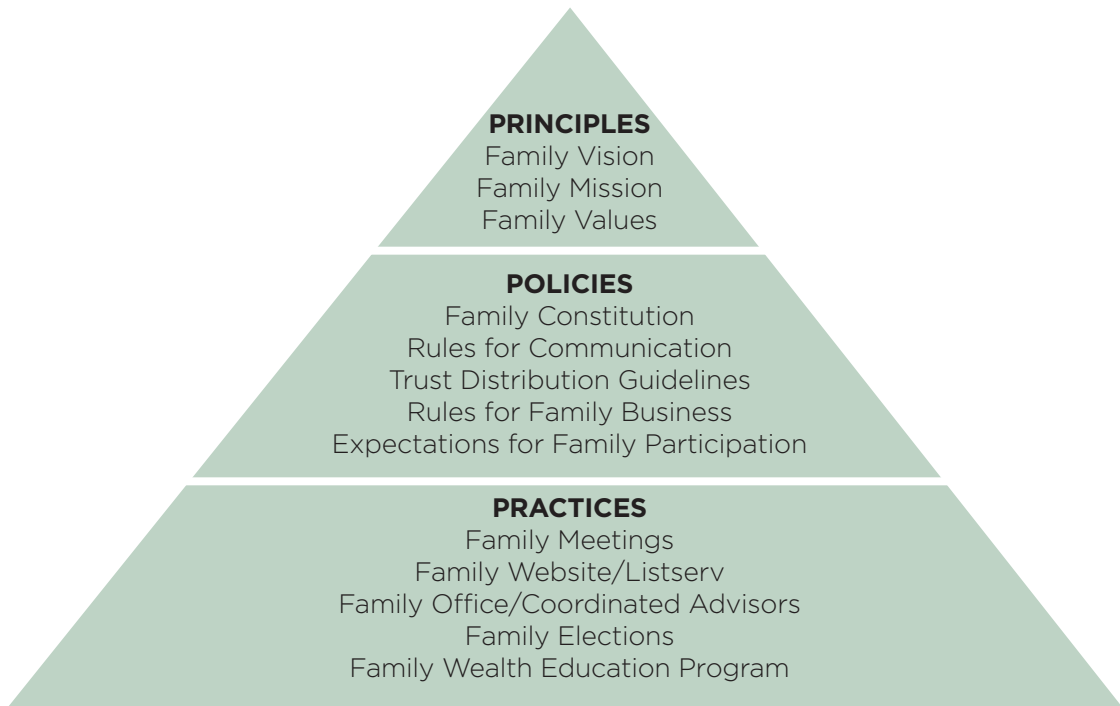 PRINCIPLES
Family Vision
Family Mission
Family Values
POLICIES
Family Constitution
Rules for Communication
Trust Distribution Guidelines
Rules for Family Business
Expectations for Family Participation
PRACTICES
Family Meetings
Family Website/Listserv
Family Office/Coordinated Advisors
Family Elections
Family Wealth Education Program